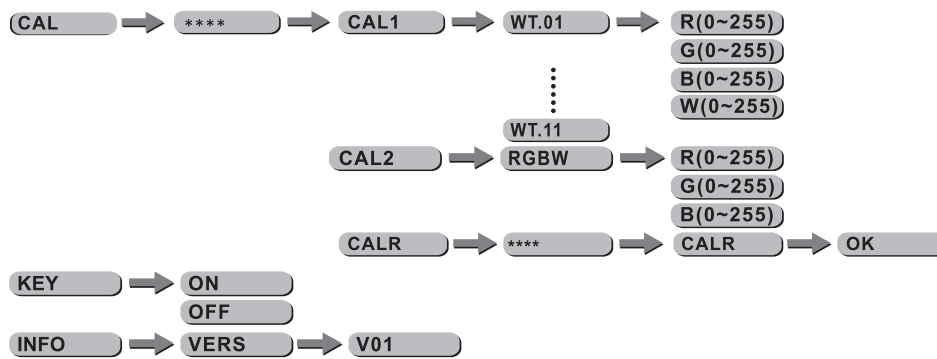 CAL **** CAL1 WT.01 R(0~255)
G(0~255)
B(0~255)
W(0~255)
WT.11
CAL2 RGBW R(0~255)
G(0~255)
B(0~255)
CALR **** CALR OK
KEY ON
OFF
INFO VERS V01